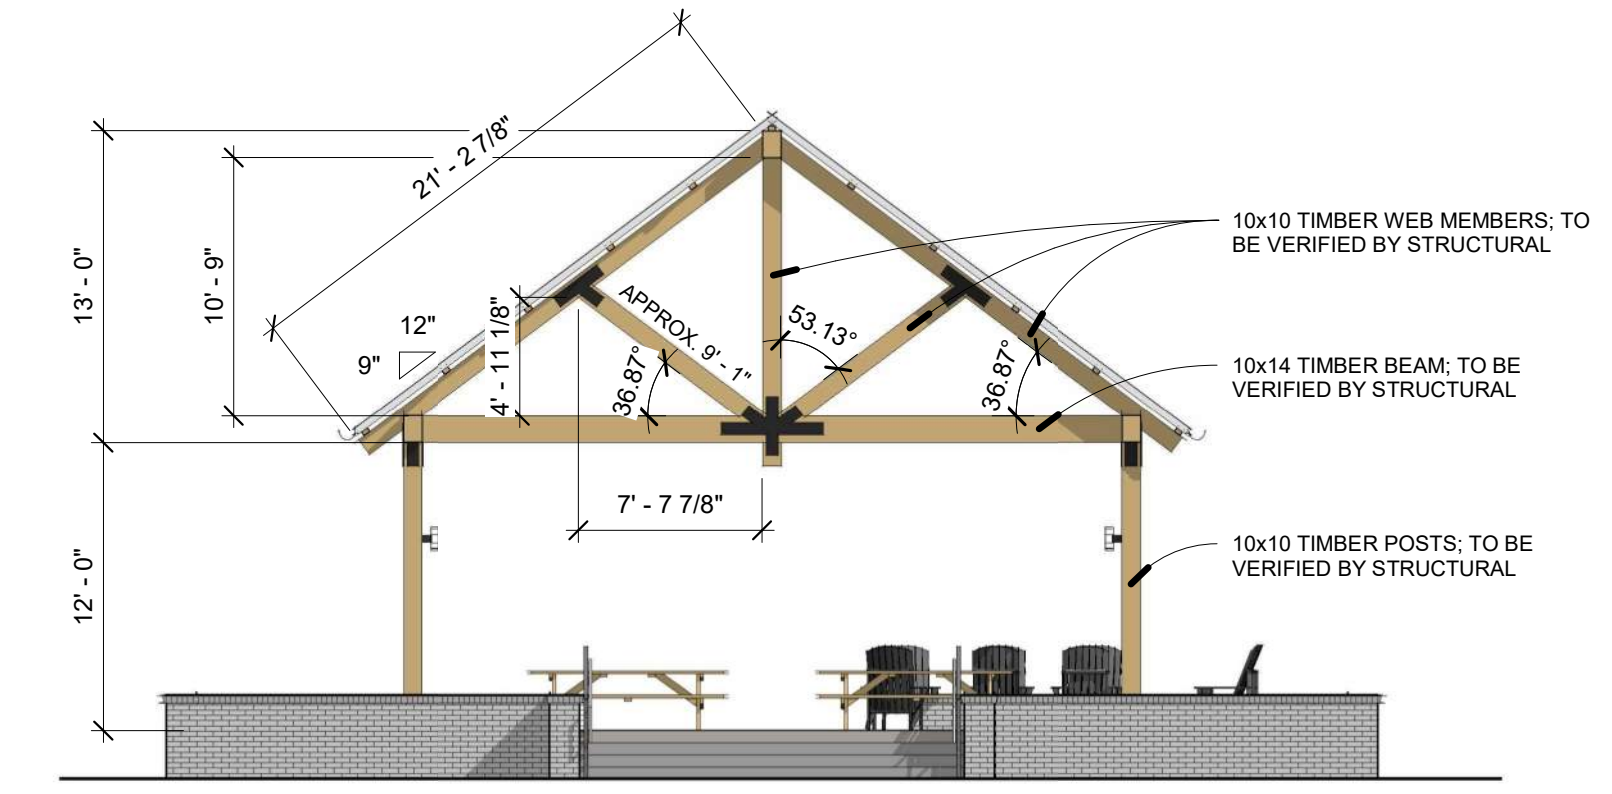 21' - 2 7/8"
13' - 0"
10' - 9"
12"
9"
4' - 11 1/8"
APPROX. 9' - 1"
36.87°
53.13°
36.87°
7' - 7 7/8"
12' - 0"
10x10 TIMBER WEB MEMBERS; TO
BE VERIFIED BY STRUCTURAL
10x14 TIMBER BEAM; TO BE
VERIFIED BY STRUCTURAL
10x10 TIMBER POSTS; TO BE
VERIFIED BY STRUCTURAL